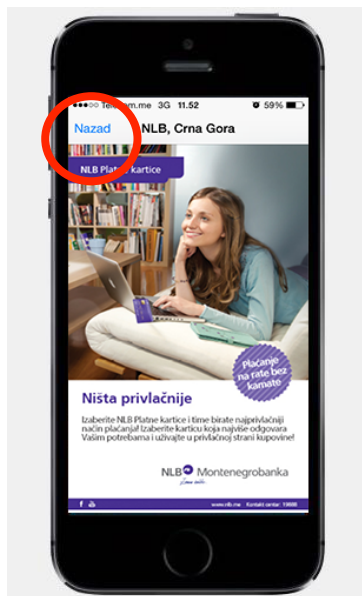 Telekom.me 3G 11.52 59%
Nazad NLB, Crna Gora
NLB Platne kartice
Plaćanje
na rate bez
kamate
Ništa privlačnije
Izaberite NLB Platne kartice i time birate najprivlačniji
način plaćanja! Izaberite karticu koja najviše odgovara
Vašim potrebama i uživajte u privlačnoj strani kupovine!
NLB Montenegrobanka
www.nlb.me Kontakt centar: 19888